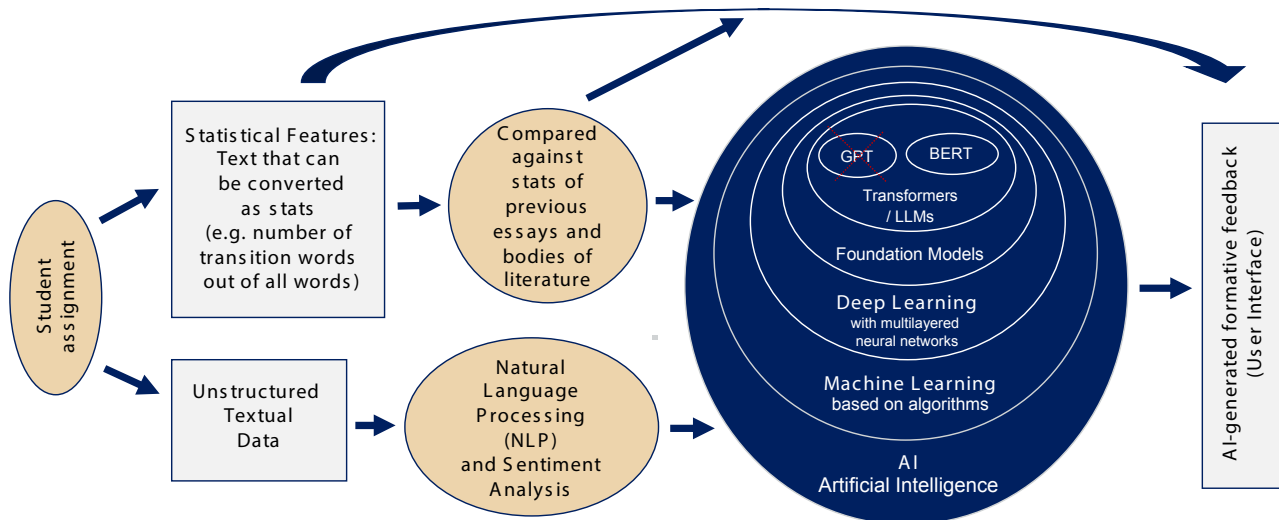 Student
assignment
Statistical Features:
Text that can
be converted
as stats
(e.g. number of
transition words
out of all words)
Unstructured
Textual
Data
Compared
against
stats of
previous
essays and
bodies of
literature
Natural
Language
Processing
(NLP)
and Sentiment
Analysis
GPT
BERT
Transformers
/ LLMs
Foundation Models
Deep Learning
with multilayered
neural networks
Machine Learning
based on algorithms
AI
Artificial Intelligence
AI-generated formative feedback
(User Interface)